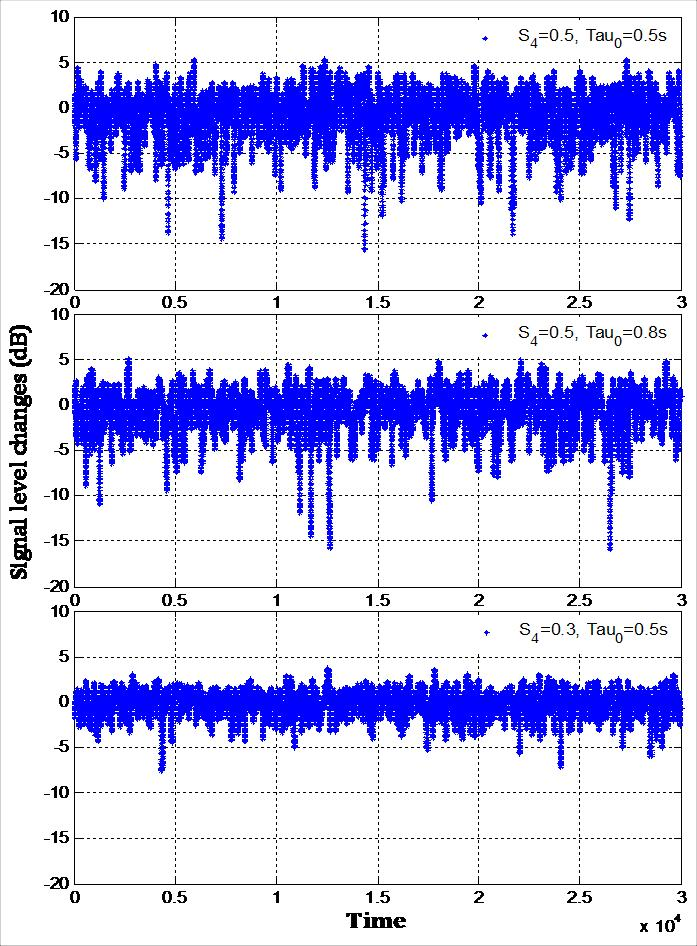 Signal level changes (dB)
10
5
0
-5
-10
-15
-20
S4=0.5, Tau0=0.5s
0 0.5 1 1.5 2 2.5 3
10
5
0
-5
-10
-15
-20
S4=0.5, Tau0=0.8s
0 0.5 1 1.5 2 2.5 3
10
5
0
-5
-10
-15
-20
S4=0.3, Tau0=0.5s
0 0.5 1 1.5 2 2.5 3
Time
x 10^4